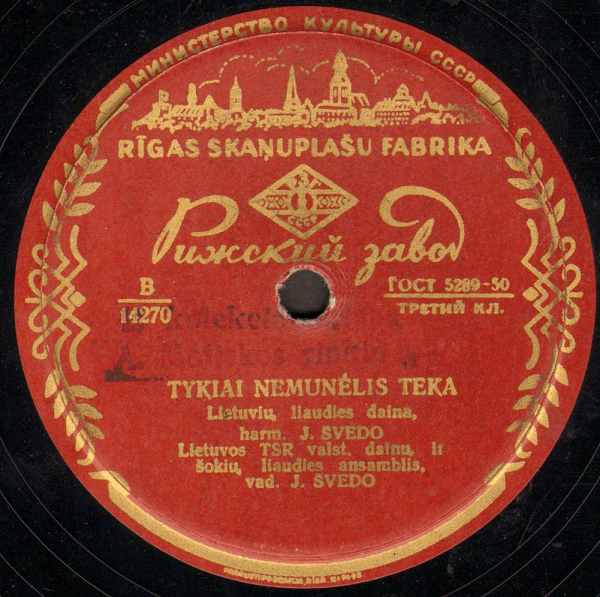 МИНИСТЕРСТВО КУЛЬТУРЫ СССР
RĪGAS SKAŅUPLAŠU FABRIKA
СССР
Рижский завод
В
14270
ГОСТ 5289-50
ТРЕТИЙ КЛ.
TYKIAI NEMUNĖLIS TEKA
Lietuvių liaudies daina,
harm. J. ŠVEDO
Lietuvos TSR valst. dainų ir
šokių liaudies ansamblis,
vad. J. ŠVEDO